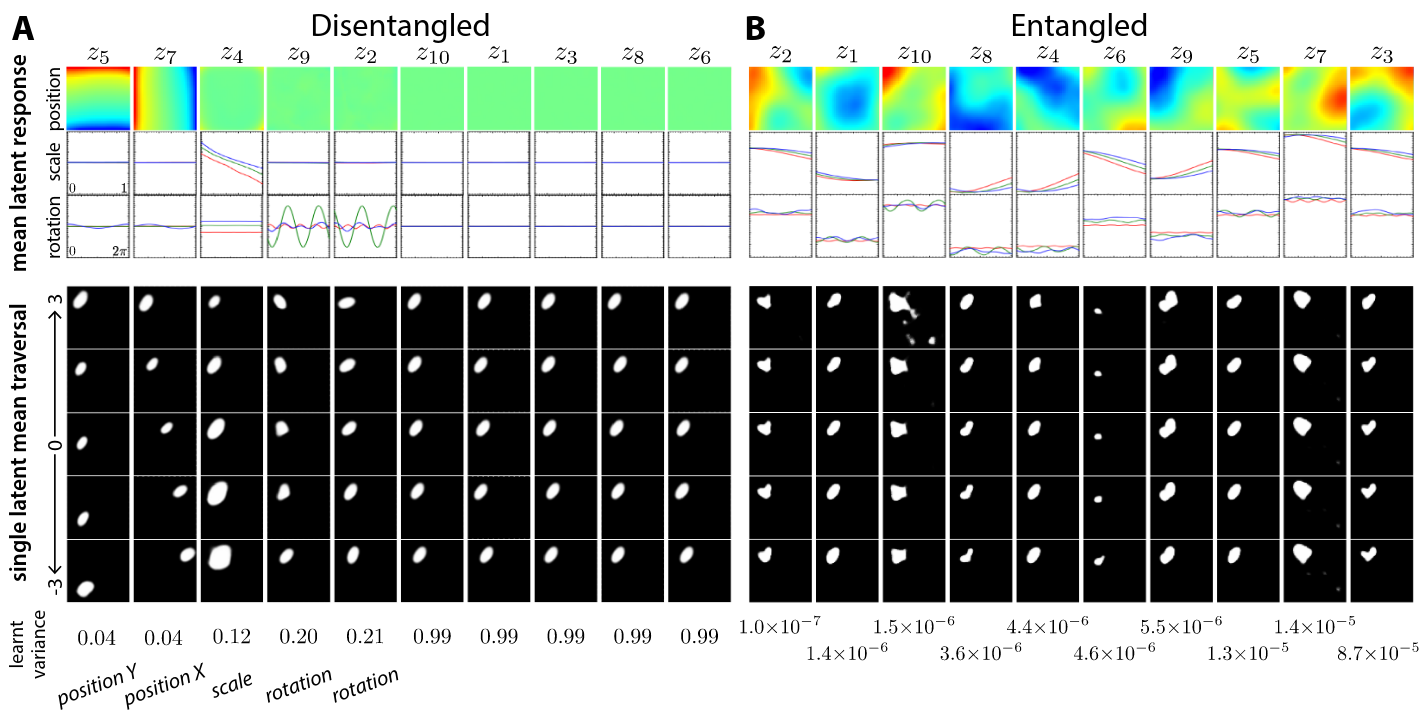 A Disentangled
B Entangled
z5 z7 z4 z9 z2 z10 z1 z3 z8 z6
z2 z1 z10 z8 z4 z6 z9 z5 z7 z3
mean latent response
position
scale
0 1
rotation
0 2π
single latent mean traversal
3
0
-3
learnt
variance
0.04 0.04 0.12 0.20 0.21 0.99 0.99 0.99 0.99 0.99
1.0×10⁻⁷ 1.5×10⁻⁶ 4.4×10⁻⁶ 5.5×10⁻⁶ 1.4×10⁻⁵
1.4×10⁻⁶ 3.6×10⁻⁶ 4.6×10⁻⁶ 1.3×10⁻⁵ 8.7×10⁻⁵
position Y
position X
scale
rotation
rotation